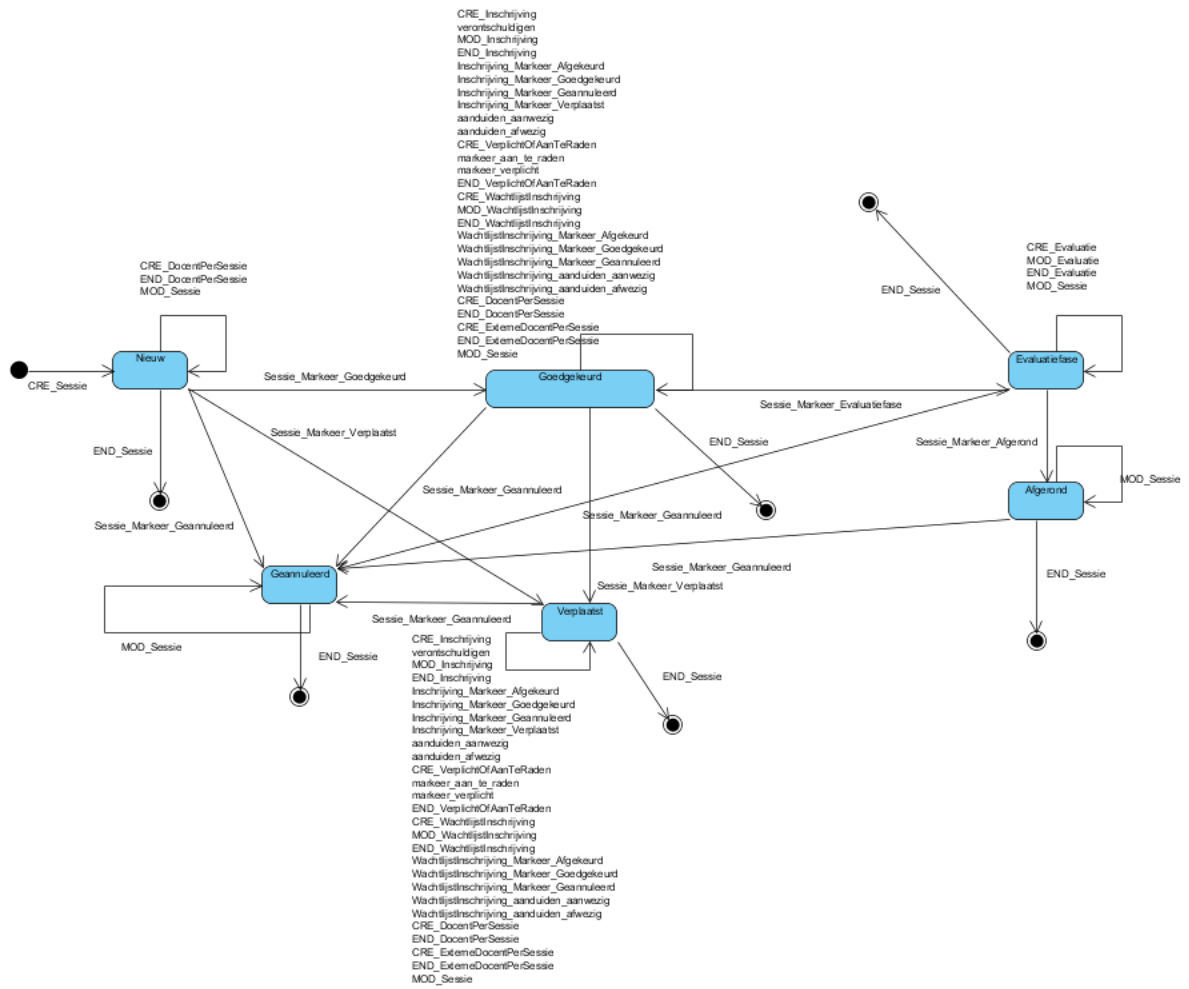 CRE_Inschrijving
verontschuldigen
MOD_Inschrijving
END_Inschrijving
Inschrijving_Markeer_Afgekeurd
Inschrijving_Markeer_Goedgekeurd
Inschrijving_Markeer_Geannuleerd
Inschrijving_Markeer_Verplaatst
aanduiden_aanwezig
aanduiden_afwezig
CRE_VerplichtOfAanTeRaden
markeer_aan_te_raden
markeer_verplicht
END_VerplichtOfAanTeRaden
CRE_WachtlijstInschrijving
MOD_WachtlijstInschrijving
END_WachtlijstInschrijving
WachtlijstInschrijving_Markeer_Afgekeurd
WachtlijstInschrijving_Markeer_Goedgekeurd
WachtlijstInschrijving_Markeer_Geannuleerd
WachtlijstInschrijving_aanduiden_aanwezig
WachtlijstInschrijving_aanduiden_afwezig
CRE_DocentPerSessie
END_DocentPerSessie
CRE_ExterneDocentPerSessie
END_ExterneDocentPerSessie
MOD_Sessie
CRE_DocentPerSessie
END_DocentPerSessie
MOD_Sessie
CRE_Evaluatie
MOD_Evaluatie
END_Evaluatie
MOD_Sessie
END_Sessie
Nieuw
Goedgekeurd
Evaluatiefase
CRE_Sessie
Sessie_Markeer_Goedgekeurd
Sessie_Markeer_Evaluatiefase
Sessie_Markeer_Verplaatst
END_Sessie
END_Sessie
Sessie_Markeer_Afgerond
MOD_Sessie
Afgerond
Sessie_Markeer_Geannuleerd
Sessie_Markeer_Geannuleerd
Sessie_Markeer_Geannuleerd
Sessie_Markeer_Geannuleerd
Geannuleerd
END_Sessie
Sessie_Markeer_Verplaatst
Verplaatst
Sessie_Markeer_Geannuleerd
MOD_Sessie
END_Sessie
END_Sessie
CRE_Inschrijving
verontschuldigen
MOD_Inschrijving
END_Inschrijving
Inschrijving_Markeer_Afgekeurd
Inschrijving_Markeer_Goedgekeurd
Inschrijving_Markeer_Geannuleerd
Inschrijving_Markeer_Verplaatst
aanduiden_aanwezig
aanduiden_afwezig
CRE_VerplichtOfAanTeRaden
markeer_aan_te_raden
markeer_verplicht
END_VerplichtOfAanTeRaden
CRE_WachtlijstInschrijving
MOD_WachtlijstInschrijving
END_WachtlijstInschrijving
WachtlijstInschrijving_Markeer_Afgekeurd
WachtlijstInschrijving_Markeer_Goedgekeurd
WachtlijstInschrijving_Markeer_Geannuleerd
WachtlijstInschrijving_aanduiden_aanwezig
WachtlijstInschrijving_aanduiden_afwezig
CRE_DocentPerSessie
END_DocentPerSessie
CRE_ExterneDocentPerSessie
END_ExterneDocentPerSessie
MOD_Sessie